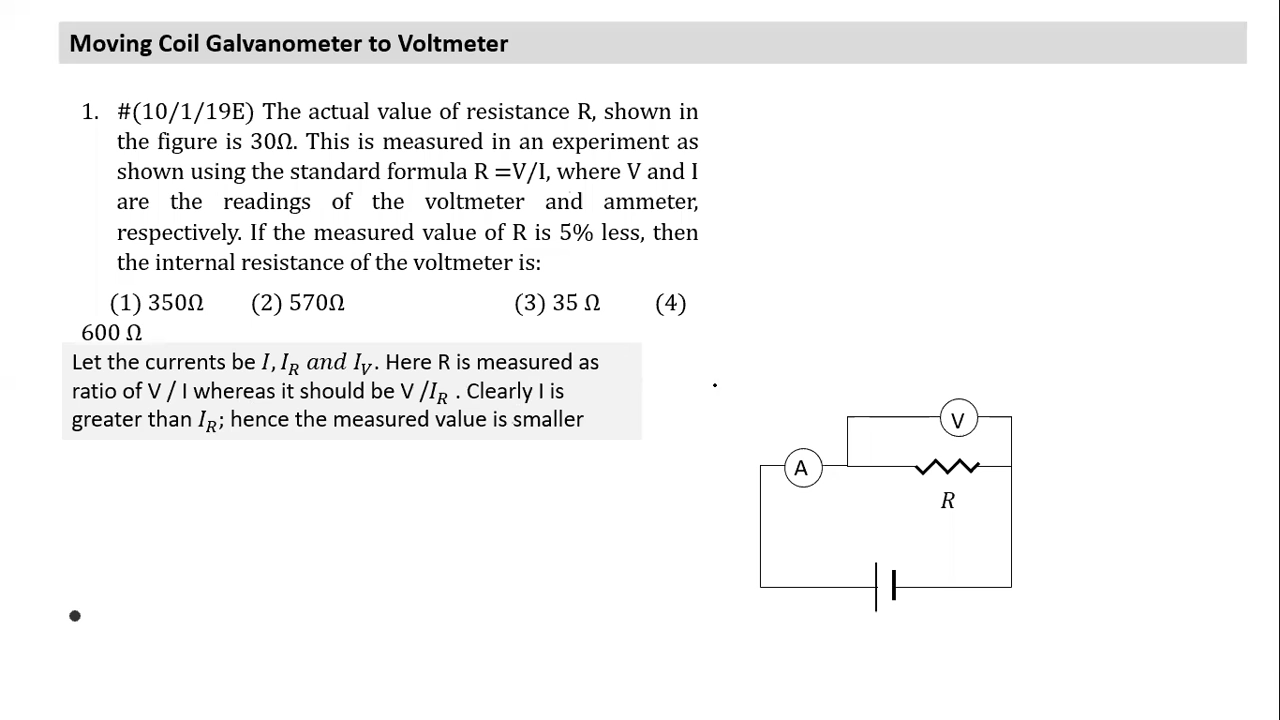 Moving Coil Galvanometer to Voltmeter
1. #(10/1/19E) The actual value of resistance R, shown in
the figure is 30Ω. This is measured in an experiment as
shown using the standard formula R =V/I, where V and I
are the readings of the voltmeter and ammeter,
respectively. If the measured value of R is 5% less, then
the internal resistance of the voltmeter is:
(1) 350Ω (2) 570Ω (3) 35 Ω (4)
600 Ω
Let the currents be I, I_R and I_V. Here R is measured as
ratio of V / I whereas it should be V /I_R . Clearly I is
greater than I_R; hence the measured value is smaller
V
A
R